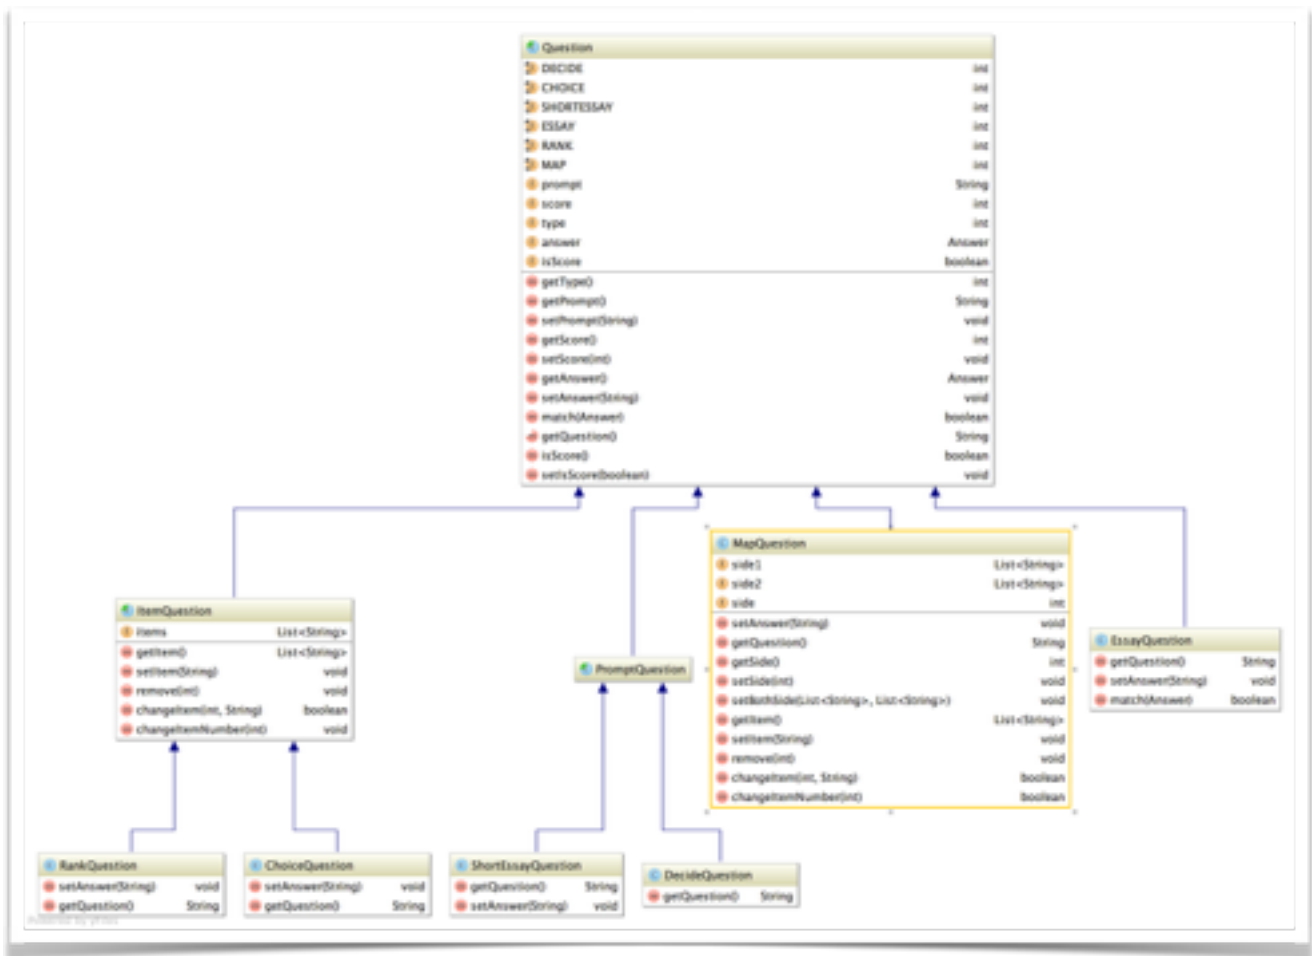 Question
DECIDE int
CHOICE int
SHORTESSAY int
ESSAY int
RANK int
MAP int
prompt String
score int
type int
answer Answer
isScore boolean
getType() int
getPrompt() String
setPrompt(String) void
getScore() int
setScore(int) void
getAnswer() Answer
setAnswer(String) void
match(Answer) boolean
getQuestion() String
isScore() boolean
setIsScore(boolean) void
ItemQuestion
items List<String>
getItem() List<String>
setItem(String) void
remove(int) void
changeItem(int, String) boolean
changeItemNumber(int) void
PromptQuestion
MapQuestion
side1 List<String>
side2 List<String>
side int
setAnswer(String) void
getQuestion() String
getSide() int
setSide(int) void
setBothSide(List<String>, List<String>) void
getItem() List<String>
setItem(String) void
remove(int) void
changeItem(int, String) boolean
changeItemNumber(int) boolean
EssayQuestion
getQuestion() String
setAnswer(String) void
match(Answer) boolean
RankQuestion
setAnswer(String) void
getQuestion() String
ChoiceQuestion
setAnswer(String) void
getQuestion() String
ShortEssayQuestion
getQuestion() String
setAnswer(String) void
DecideQuestion
getQuestion() String
Powered by yFiles